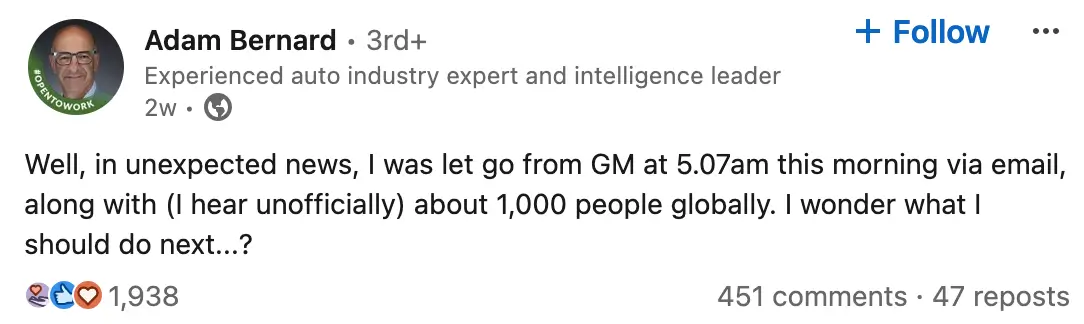 Adam Bernard • 3rd+
+ Follow
Experienced auto industry expert and intelligence leader
2w •
#OPENTOWORK
Well, in unexpected news, I was let go from GM at 5.07am this morning via email,
along with (I hear unofficially) about 1,000 people globally. I wonder what I
should do next...?
1,938
451 comments · 47 reposts